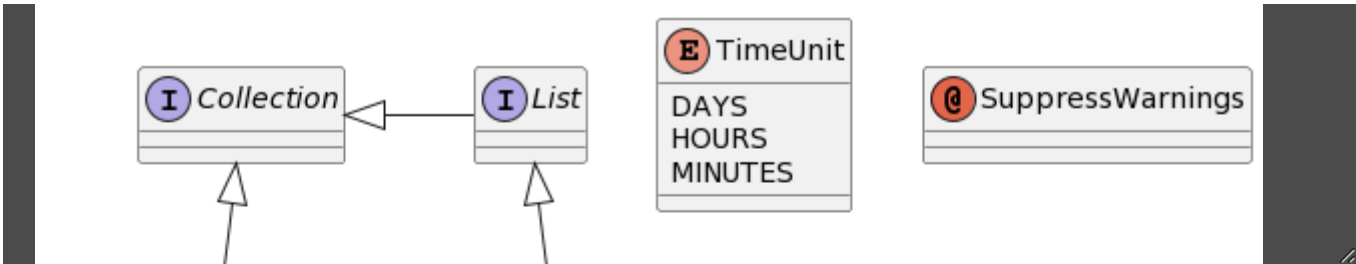 I Collection
I List
E TimeUnit
DAYS
HOURS
MINUTES
@ SuppressWarnings